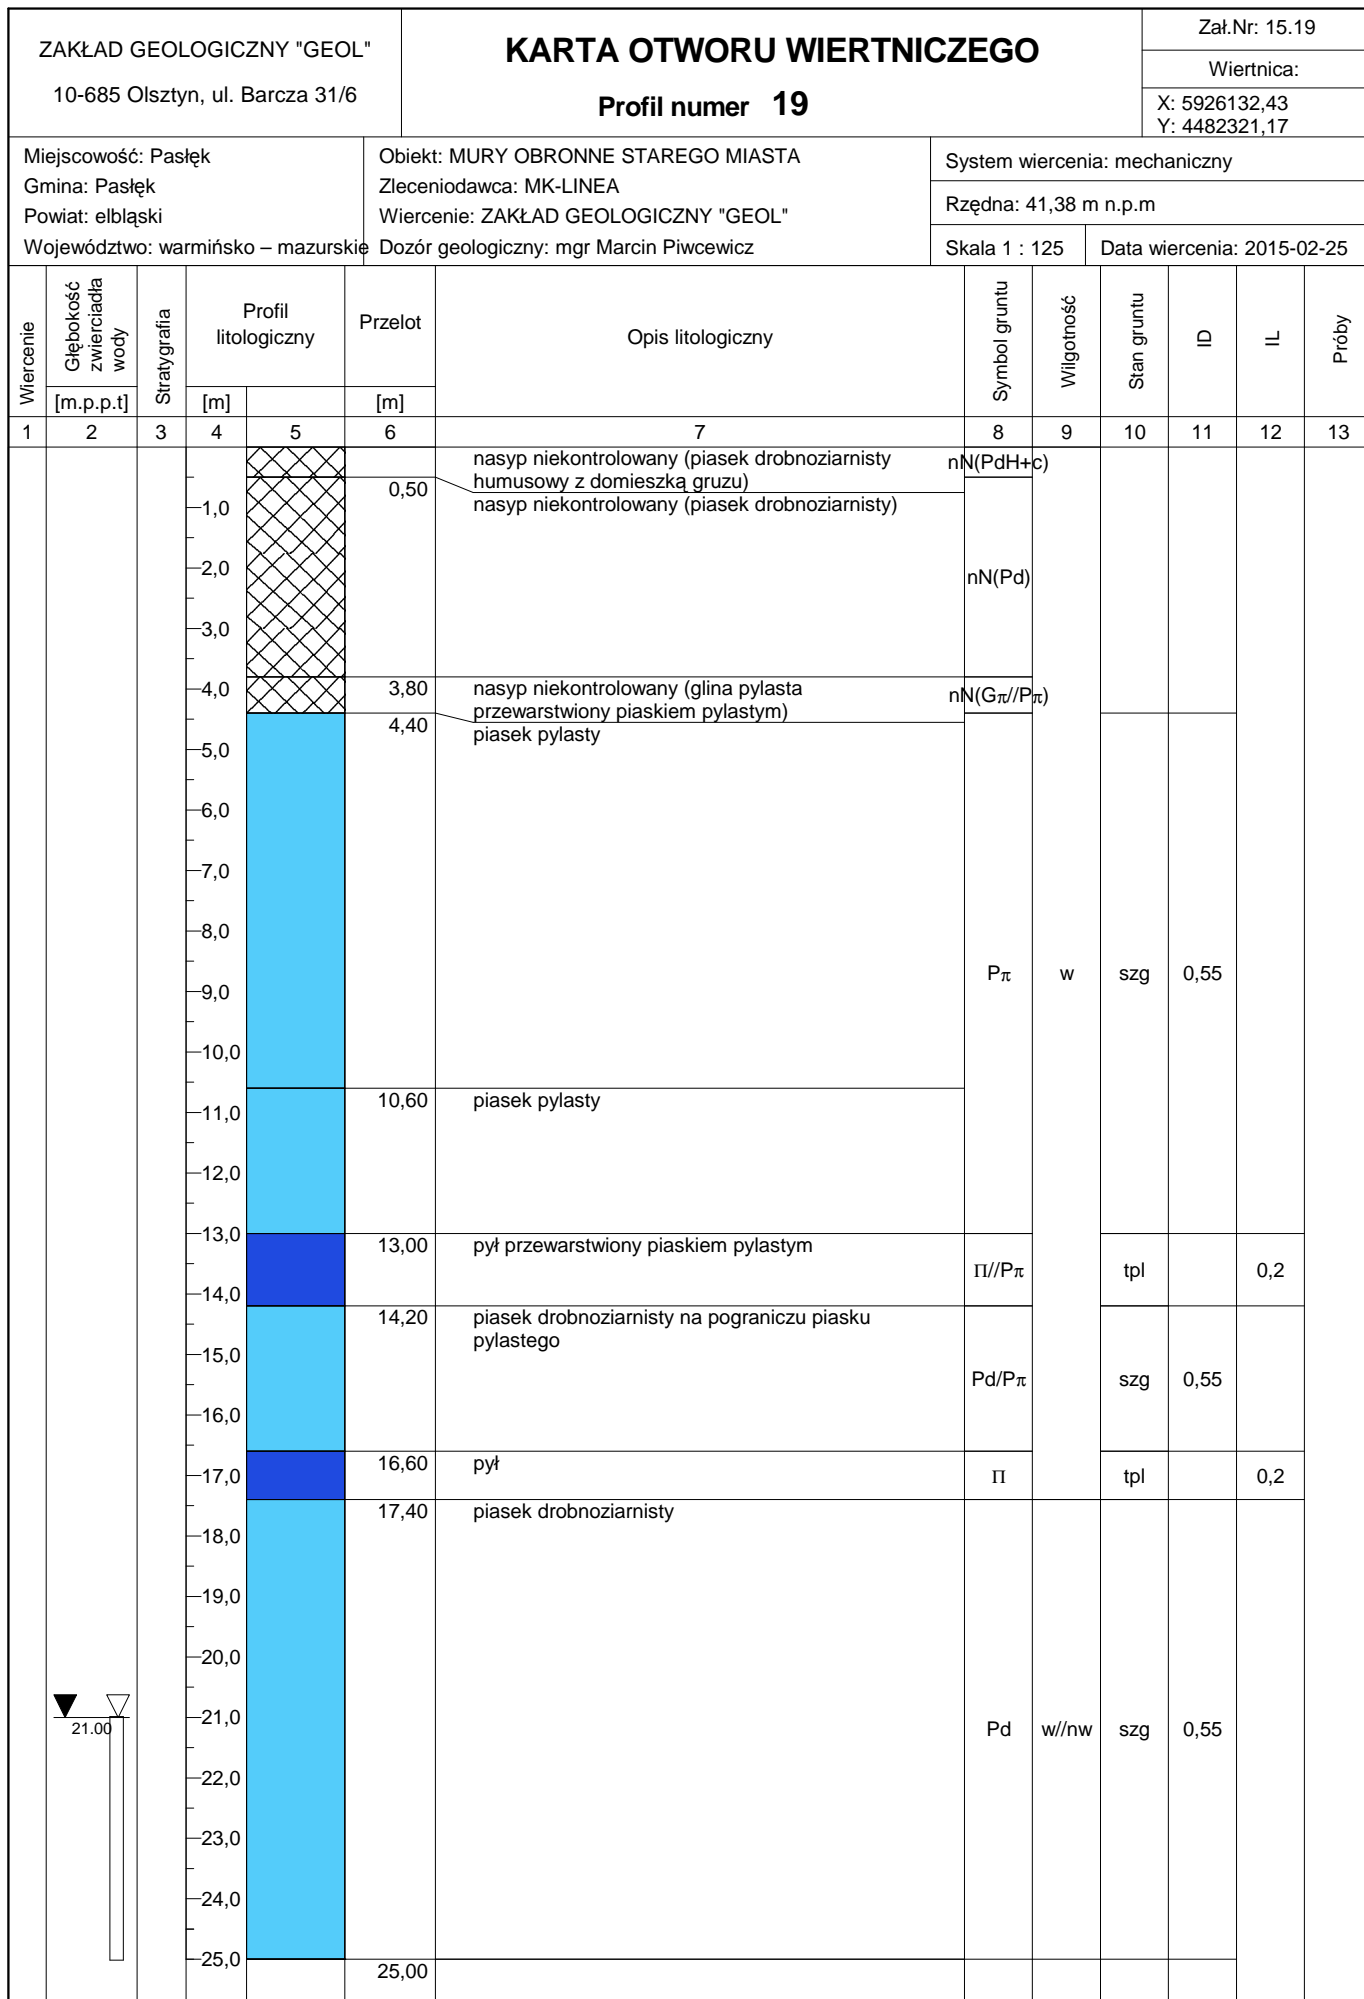 ZAKŁAD GEOLOGICZNY "GEOL"
10-685 Olsztyn, ul. Barcza 31/6
KARTA OTWORU WIERTNICZEGO
Profil numer 19
Zał.Nr: 15.19
Wiertnica:
X: 5926132,43
Y: 4482321,17
Miejscowość: Pasłęk
Gmina: Pasłęk
Powiat: elbląski
Województwo: warmińsko – mazurskie
Obiekt: MURY OBRONNE STAREGO MIASTA
Zleceniodawca: MK-LINEA
Wiercenie: ZAKŁAD GEOLOGICZNY "GEOL"
Dozór geologiczny: mgr Marcin Piwcewicz
System wiercenia: mechaniczny
Rzędna: 41,38 m n.p.m
Skala 1 : 125
Data wiercenia: 2015-02-25
Wiercenie
Głębokość
zwierciadła
wody
[m.p.p.t]
Stratygrafia
Profil
litologiczny
[m]
Przelot
[m]
Opis litologiczny
Symbol gruntu
Wilgotność
Stan gruntu
ID
IL
Próby
1 2 3 4 5 6 7 8 9 10 11 12 13
nasyp niekontrolowany (piasek drobnoziarnisty
humusowy z domieszką gruzu)
nN(PdH+c)
0,50
nasyp niekontrolowany (piasek drobnoziarnisty)
1,0
2,0
nN(Pd)
3,0
3,80
nasyp niekontrolowany (glina pylasta
przewarstwiony piaskiem pylastym)
nN(Gπ//Pπ)
4,0
4,40
piasek pylasty
5,0
6,0
7,0
8,0
Pπ w szg 0,55
9,0
10,0
10,60
piasek pylasty
11,0
12,0
13,0
13,00
pył przewarstwiony piaskiem pylastym
Π//Pπ tpl 0,2
14,0
14,20
piasek drobnoziarnisty na pograniczu piasku
pylastego
15,0
Pd/Pπ szg 0,55
16,0
16,60
pył
17,0
Π tpl 0,2
17,40
piasek drobnoziarnisty
18,0
19,0
20,0
21.00
21,0
Pd w//nw szg 0,55
22,0
23,0
24,0
25,0
25,00